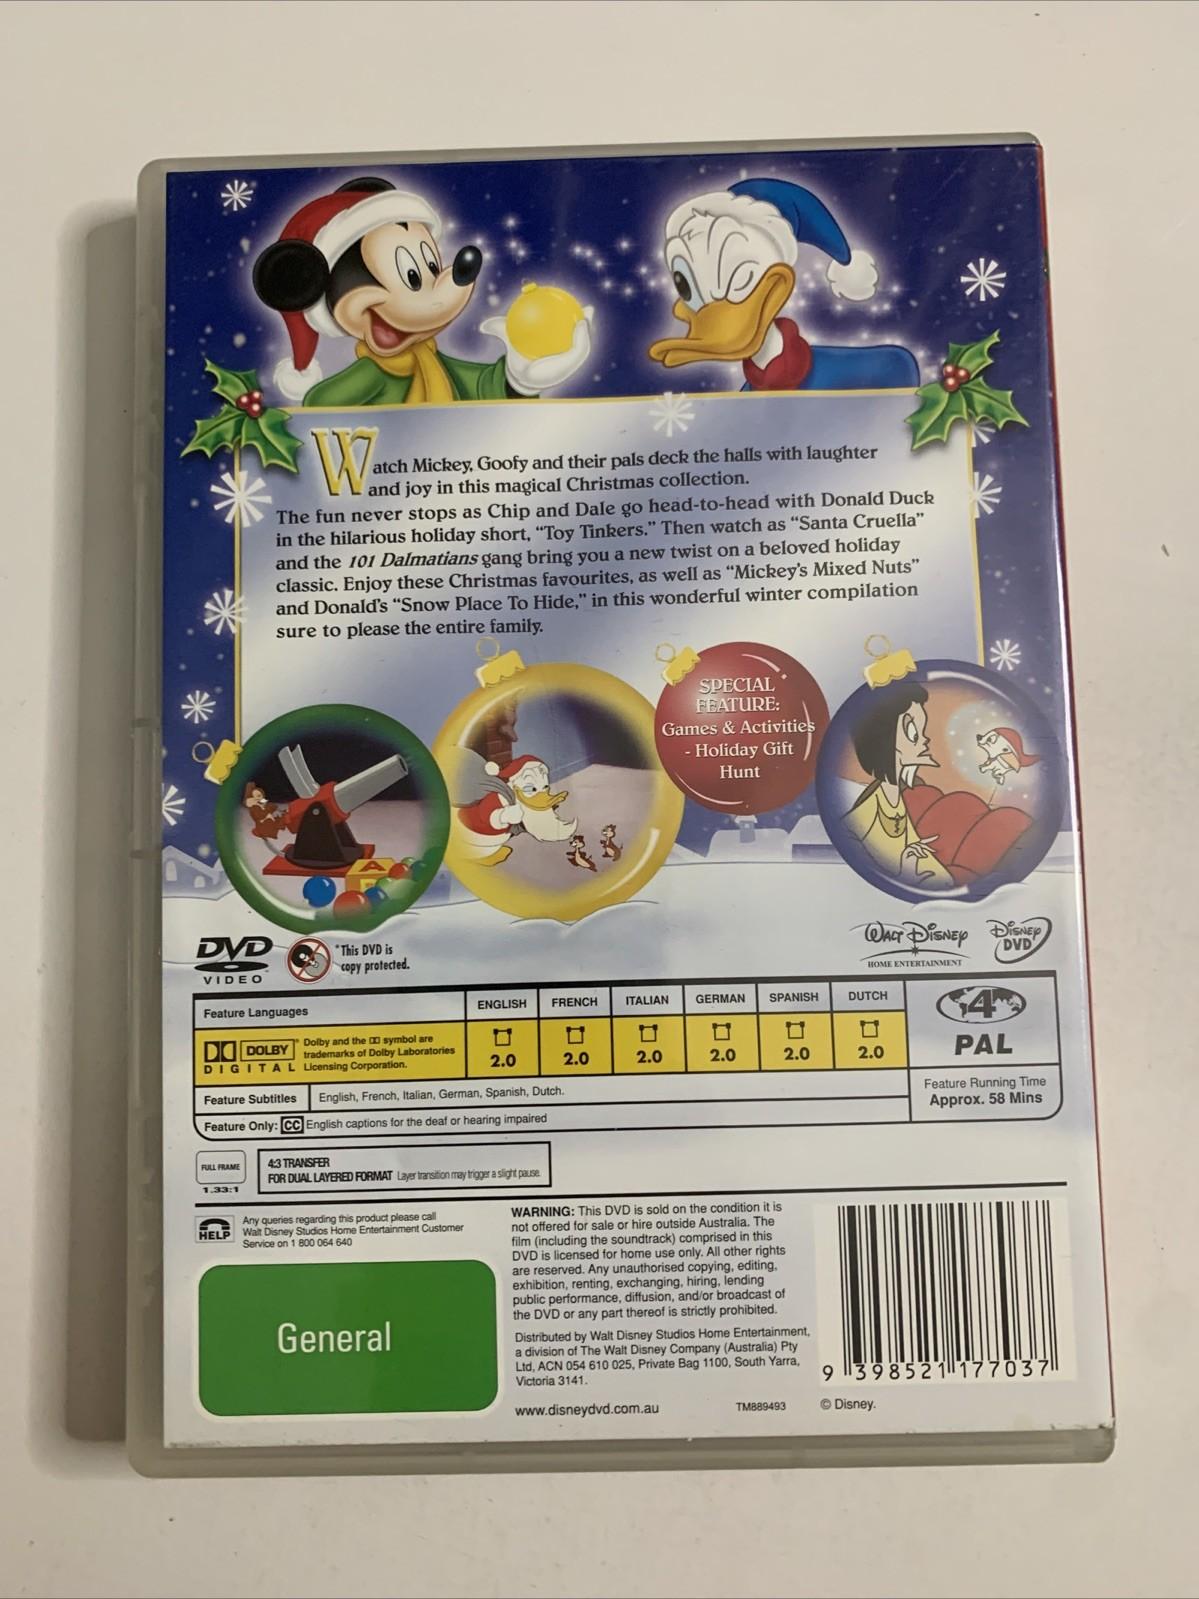 Watch Mickey, Goofy and their pals deck the halls with laughter
and joy in this magical Christmas collection.
The fun never stops as Chip and Dale go head-to-head with Donald Duck
in the hilarious holiday short, “Toy Tinkers.” Then watch as “Santa Cruella”
and the 101 Dalmatians gang bring you a new twist on a beloved holiday
classic. Enjoy these Christmas favourites, as well as “Mickey’s Mixed Nuts”
and Donald’s “Snow Place To Hide,” in this wonderful winter compilation
sure to please the entire family.
SPECIAL
FEATURE:
Games & Activities
- Holiday Gift
Hunt
A
DVD
VIDEO
*This DVD is
copy protected.
WALT DISNEY
HOME ENTERTAINMENT
DISNEY
DVD
Feature Languages
ENGLISH FRENCH ITALIAN GERMAN SPANISH DUTCH
DOLBY
DIGITAL
Dolby and the DD symbol are
trademarks of Dolby Laboratories
Licensing Corporation.
2.0 2.0 2.0 2.0 2.0 2.0
4
PAL
Feature Subtitles English, French, Italian, German, Spanish, Dutch.
Feature Only: CC English captions for the deaf or hearing impaired
Feature Running Time
Approx. 58 Mins
FULL FRAME
1.33:1
4:3 TRANSFER
FOR DUAL LAYERED FORMAT Layer transition may trigger a slight pause.
HELP
Any queries regarding this product please call
Walt Disney Studios Home Entertainment Customer
Service on 1 800 064 640
General
WARNING: This DVD is sold on the condition it is
not offered for sale or hire outside Australia. The
film (including the soundtrack) comprised in this
DVD is licensed for home use only. All other rights
are reserved. Any unauthorised copying, editing,
exhibition, renting, exchanging, hiring, lending
public performance, diffusion, and/or broadcast of
the DVD or any part thereof is strictly prohibited.
Distributed by Walt Disney Studios Home Entertainment,
a division of The Walt Disney Company (Australia) Pty
Ltd, ACN 054 610 025, Private Bag 1100, South Yarra,
Victoria 3141.
www.disneydvd.com.au
TM889493
© Disney.
9 398521 177037